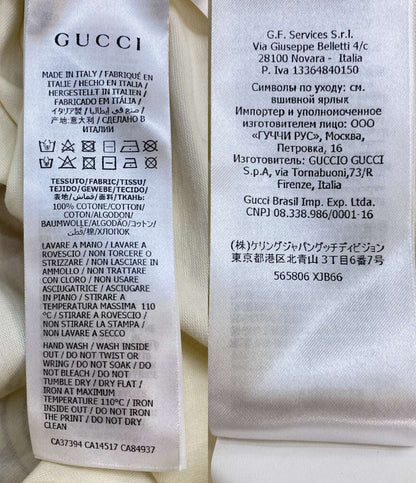 GUCCI
MADE IN ITALY / FABRIQUÉ EN
ITALIE / HECHO EN ITALIA /
HERGESTELLT IN ITALIEN /
FABRICADO EM ITÁLIA /
イタリア製 / صنع في إيطاليا /
产地:意大利 / СДЕЛАНО В
ИТАЛИИ
TESSUTO/FABRIC/TISSU/
TEJIDO/GEWEBE/TECIDO/
表地/ قماش /面料/ТКАНЬ/
100% COTONE/COTTON/
COTON/ALGODON/
BAUMWOLLE/ALGODÃO/コットン/
قطن/棉/ХЛОПОК
LAVARE A MANO / LAVARE A
ROVESCIO / NON TORCERE O
STRIZZARE / NON LASCIARE IN
AMMOLLO / NON TRATTARE
CON CLORO / NON USARE
ASCIUGATRICE / ASCIUGARE
IN PIANO / STIRARE A
TEMPERATURA MASSIMA 110
°C / STIRARE A ROVESCIO /
NON STIRARE LA STAMPA /
NON LAVARE A SECCO
HAND WASH / WASH INSIDE
OUT / DO NOT TWIST OR
WRING / DO NOT SOAK / DO
NOT BLEACH / DO NOT
TUMBLE DRY / DRY FLAT /
IRON AT MAXIMUM
TEMPERATURE 110°C / IRON
INSIDE OUT / DO NOT IRON
THE PRINT / DO NOT DRY
CLEAN
CA37394 CA14517 CA84937
G.F. Services S.r.l.
Via Giuseppe Belletti 4/c
28100 Novara - Italia
P. Iva 13364840150
Символы по уходу: см.
вшивной ярлык
Импортер и уполномоченное
изготовителем лицо: ООО
«ГУЧЧИ РУС», Москва,
Петровка, 16
Изготовитель: GUCCIO GUCCI
S.p.A, via Tornabuoni,73/R
Firenze, Italia
Gucci Brasil Imp. Exp. Ltd.
CNPJ 08.338.986/0001-16
(株)ケリングジャパングッチディビジョン
東京都港区北青山3丁目6番7号
565806 XJB66